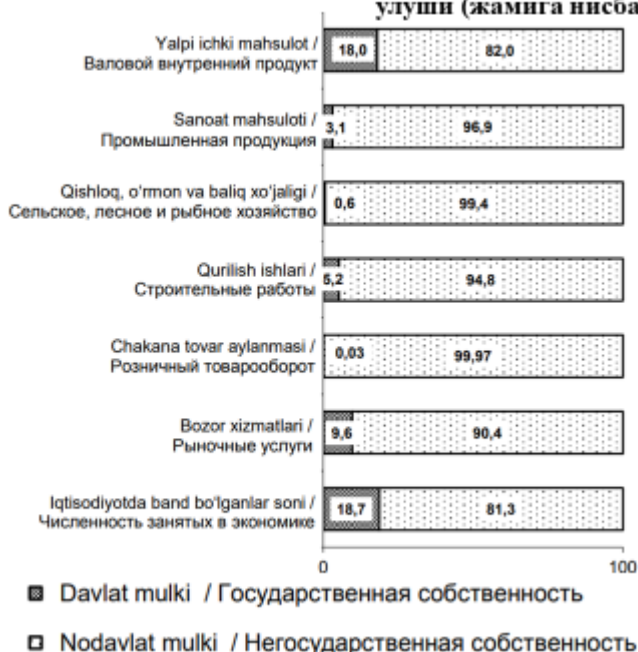 улуши (жамига нисба
Yalpi ichki mahsulot /
Валовой внутренний продукт
18,0 82,0
Sanoat mahsuloti /
Промышленная продукция
3,1 96,9
Qishloq, o'rmon va baliq xo'jaligi /
Сельское, лесное и рыбное хозяйство
0,6 99,4
Qurilish ishlari /
Строительные работы
5,2 94,8
Chakana tovar aylanmasi /
Розничный товарооборот
0,03 99,97
Bozor xizmatlari /
Рыночные услуги
9,6 90,4
Iqtisodiyotda band bo'lganlar soni /
Численность занятых в экономике
18,7 81,3
0 100
Davlat mulki / Государственная собственность
Nodavlat mulki / Негосударственная собственность